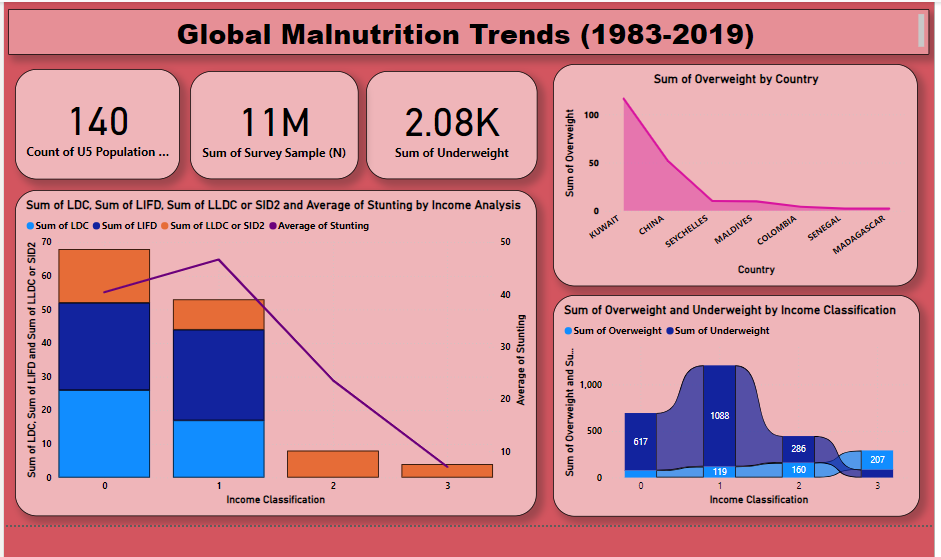 Global Malnutrition Trends (1983-2019)
140
Count of U5 Population ...
11M
Sum of Survey Sample (N)
2.08K
Sum of Underweight
Sum of Overweight by Country
Sum of Overweight
100
50
0
KUWAIT
CHINA
SEYCHELLES
MALDIVES
COLOMBIA
SENEGAL
MADAGASCAR
Country
Sum of LDC, Sum of LIFD, Sum of LLDC or SID2 and Average of Stunting by Income Analysis
Sum of LDC Sum of LIFD Sum of LLDC or SID2 Average of Stunting
Sum of LDC, Sum of LIFD and Sum of LLDC or SID2
70
60
50
40
30
20
10
0
50
40
30
20
10
Average of Stunting
0 1 2 3
Income Classification
Sum of Overweight and Underweight by Income Classification
Sum of Overweight Sum of Underweight
Sum of Overweight and Su...
1,000
500
0
617
1088
119
286
160
207
0 1 2 3
Income Classification